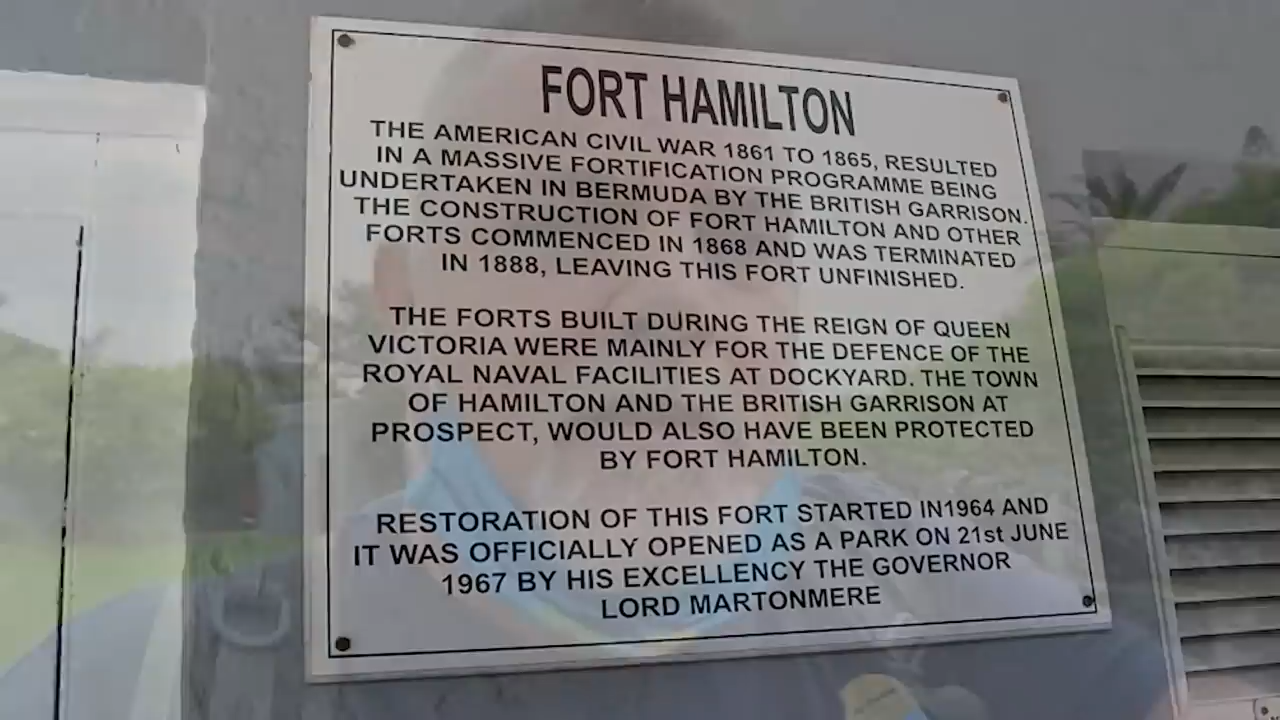 FORT HAMILTON
THE AMERICAN CIVIL WAR 1861 TO 1865, RESULTED
IN A MASSIVE FORTIFICATION PROGRAMME BEING
UNDERTAKEN IN BERMUDA BY THE BRITISH GARRISON.
THE CONSTRUCTION OF FORT HAMILTON AND OTHER
FORTS COMMENCED IN 1868 AND WAS TERMINATED
IN 1888, LEAVING THIS FORT UNFINISHED.
THE FORTS BUILT DURING THE REIGN OF QUEEN
VICTORIA WERE MAINLY FOR THE DEFENCE OF THE
ROYAL NAVAL FACILITIES AT DOCKYARD. THE TOWN
OF HAMILTON AND THE BRITISH GARRISON AT
PROSPECT, WOULD ALSO HAVE BEEN PROTECTED
BY FORT HAMILTON.
RESTORATION OF THIS FORT STARTED IN1964 AND
IT WAS OFFICIALLY OPENED AS A PARK ON 21st JUNE
1967 BY HIS EXCELLENCY THE GOVERNOR
LORD MARTONMERE